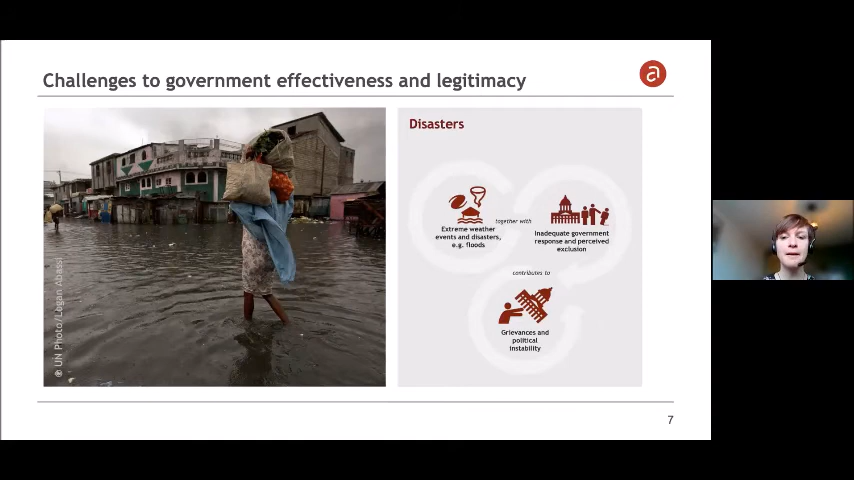 Challenges to government effectiveness and legitimacy
a
© UN Photo/Logan Abassi
Disasters
Extreme weather
events and disasters,
e.g. floods
together with
Inadequate government
response and perceived
exclusion
contributes to
Grievances and
political
instability
7